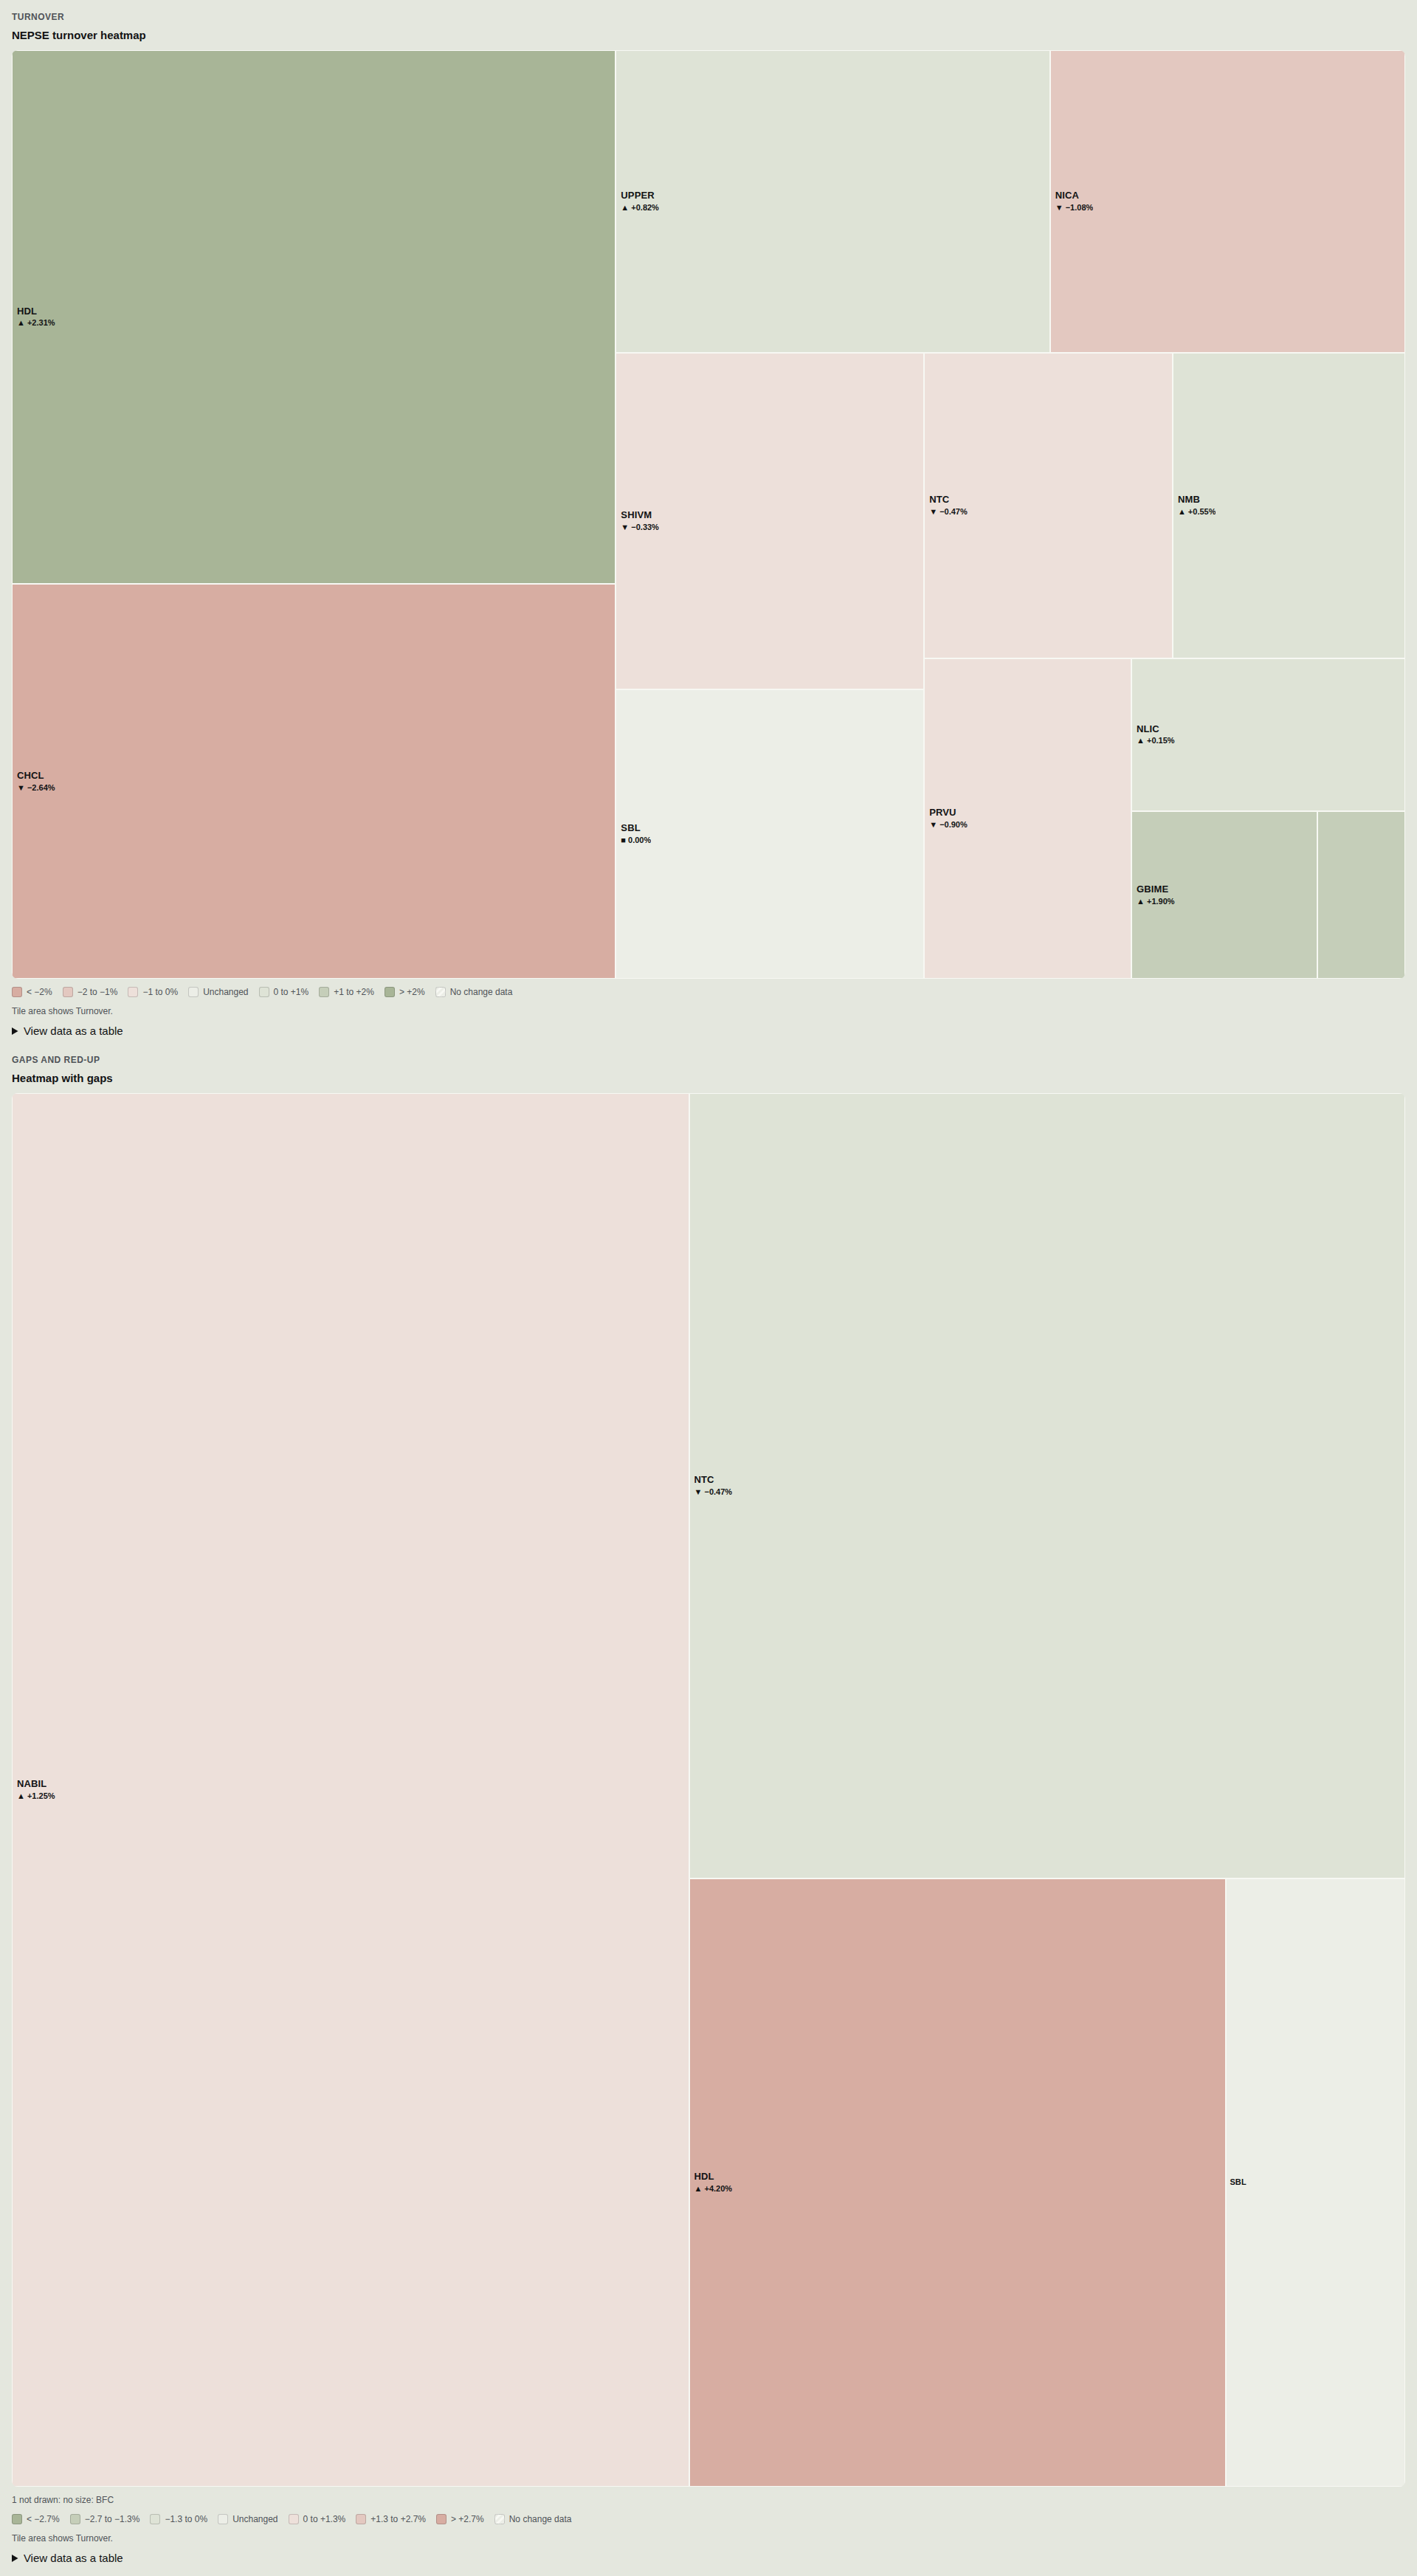 TURNOVER
NEPSE turnover heatmap
HDL
▲ +2.31%
UPPER
▲ +0.82%
NICA
▼ −1.08%
SHIVM
▼ −0.33%
NTC
▼ −0.47%
NMB
▲ +0.55%
CHCL
▼ −2.64%
SBL
■ 0.00%
PRVU
▼ −0.90%
NLIC
▲ +0.15%
GBIME
▲ +1.90%
< −2% −2 to −1% −1 to 0% Unchanged 0 to +1% +1 to +2% > +2% No change data
Tile area shows Turnover.
▶ View data as a table
GAPS AND RED-UP
Heatmap with gaps
NABIL
▲ +1.25%
NTC
▼ −0.47%
HDL
▲ +4.20%
SBL
1 not drawn: no size: BFC
< −2.7% −2.7 to −1.3% −1.3 to 0% Unchanged 0 to +1.3% +1.3 to +2.7% > +2.7% No change data
Tile area shows Turnover.
▶ View data as a table